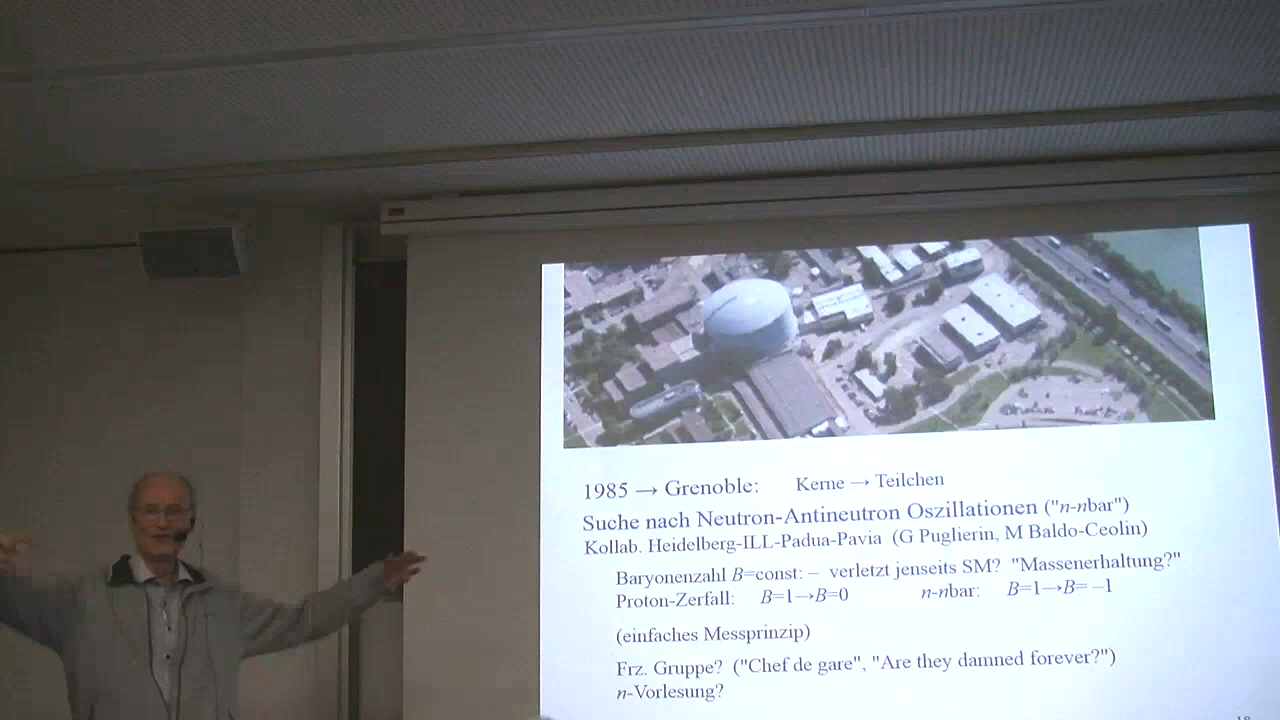 1985 → Grenoble: Kerne → Teilchen
Suche nach Neutron-Antineutron Oszillationen ("n-nbar")
Kollab. Heidelberg-ILL-Padua-Pavia (G Puglierin, M Baldo-Ceolin)
Baryonenzahl B=const: – verletzt jenseits SM? "Massenerhaltung?"
Proton-Zerfall: B=1→B=0 n-nbar: B=1→B= –1
(einfaches Messprinzip)
Frz. Gruppe? ("Chef de gare", "Are they damned forever?")
n-Vorlesung?